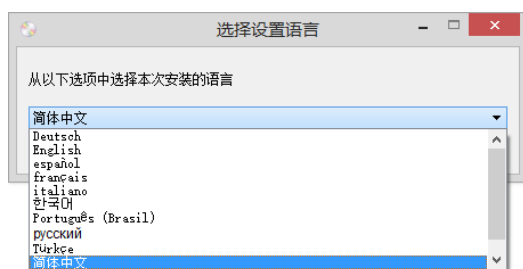 选择设置语言
从以下选项中选择本次安装的语言
简体中文
Deutsch
English
español
français
italiano
한국어
Português (Brasil)
русский
Türkçe
简体中文